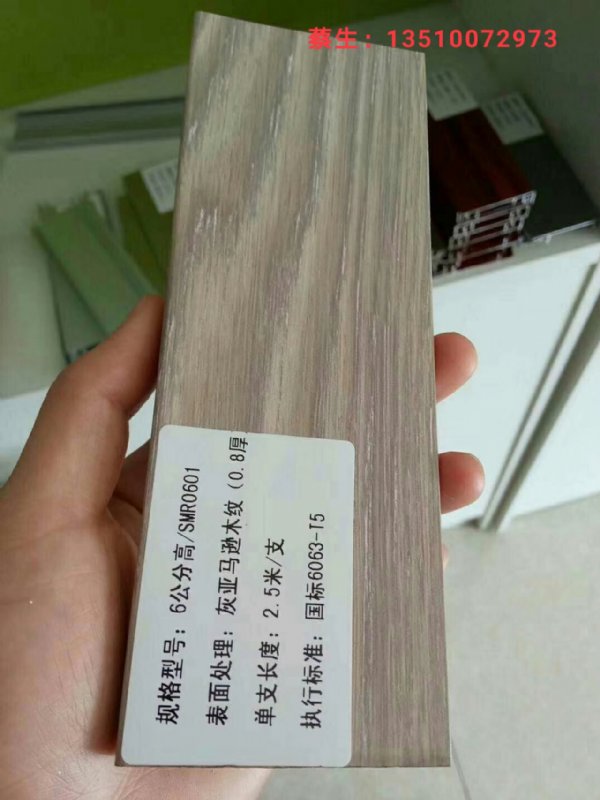 蔡生：13510072973
规格型号：6公分高/SMR0601
表面处理：灰亚马逊木纹（0.8厚
单支长度：2.5米/支
执行标准：国标6063-T5